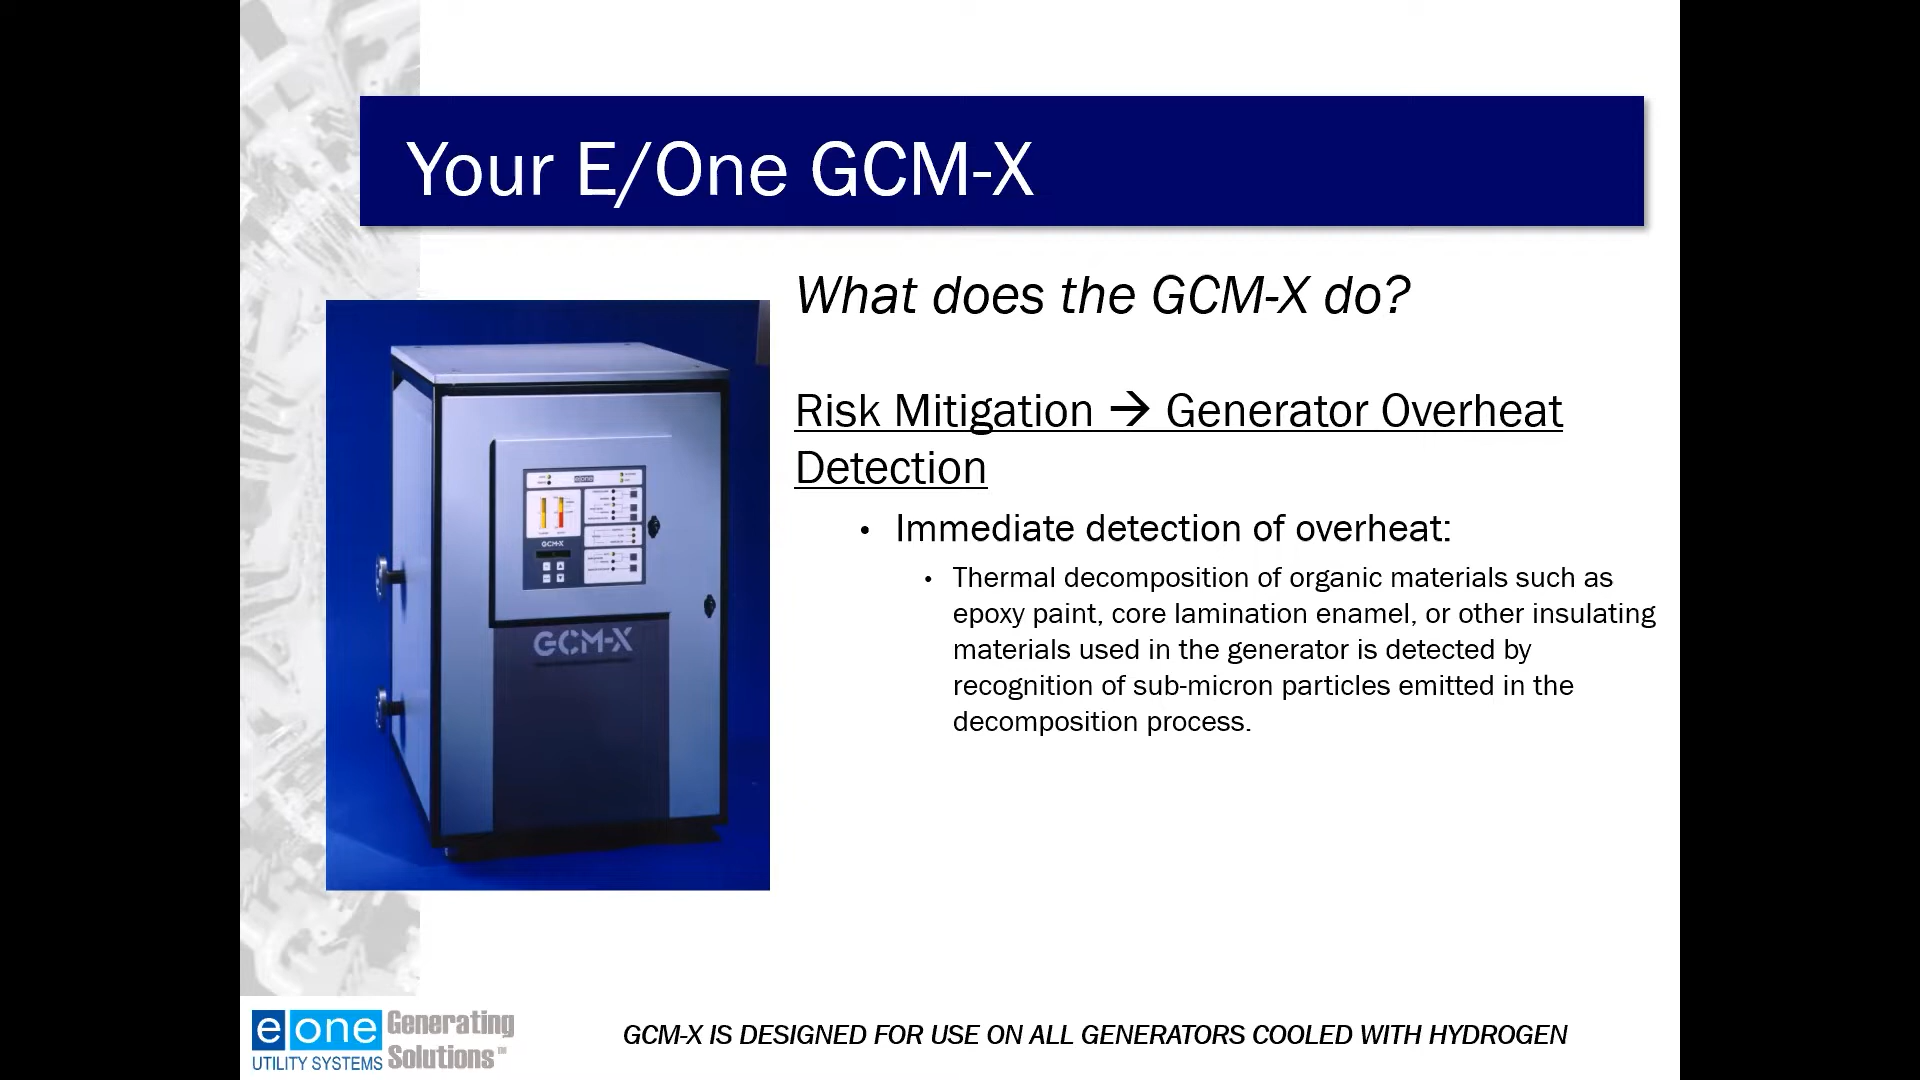 Your E/One GCM-X
What does the GCM-X do?
Risk Mitigation → Generator Overheat
Detection
• Immediate detection of overheat:
• Thermal decomposition of organic materials such as
epoxy paint, core lamination enamel, or other insulating
materials used in the generator is detected by
recognition of sub-micron particles emitted in the
decomposition process.
eone
GCM-X
GCM-X
e one
UTILITY SYSTEMS
Generating
Solutions™
GCM-X IS DESIGNED FOR USE ON ALL GENERATORS COOLED WITH HYDROGEN